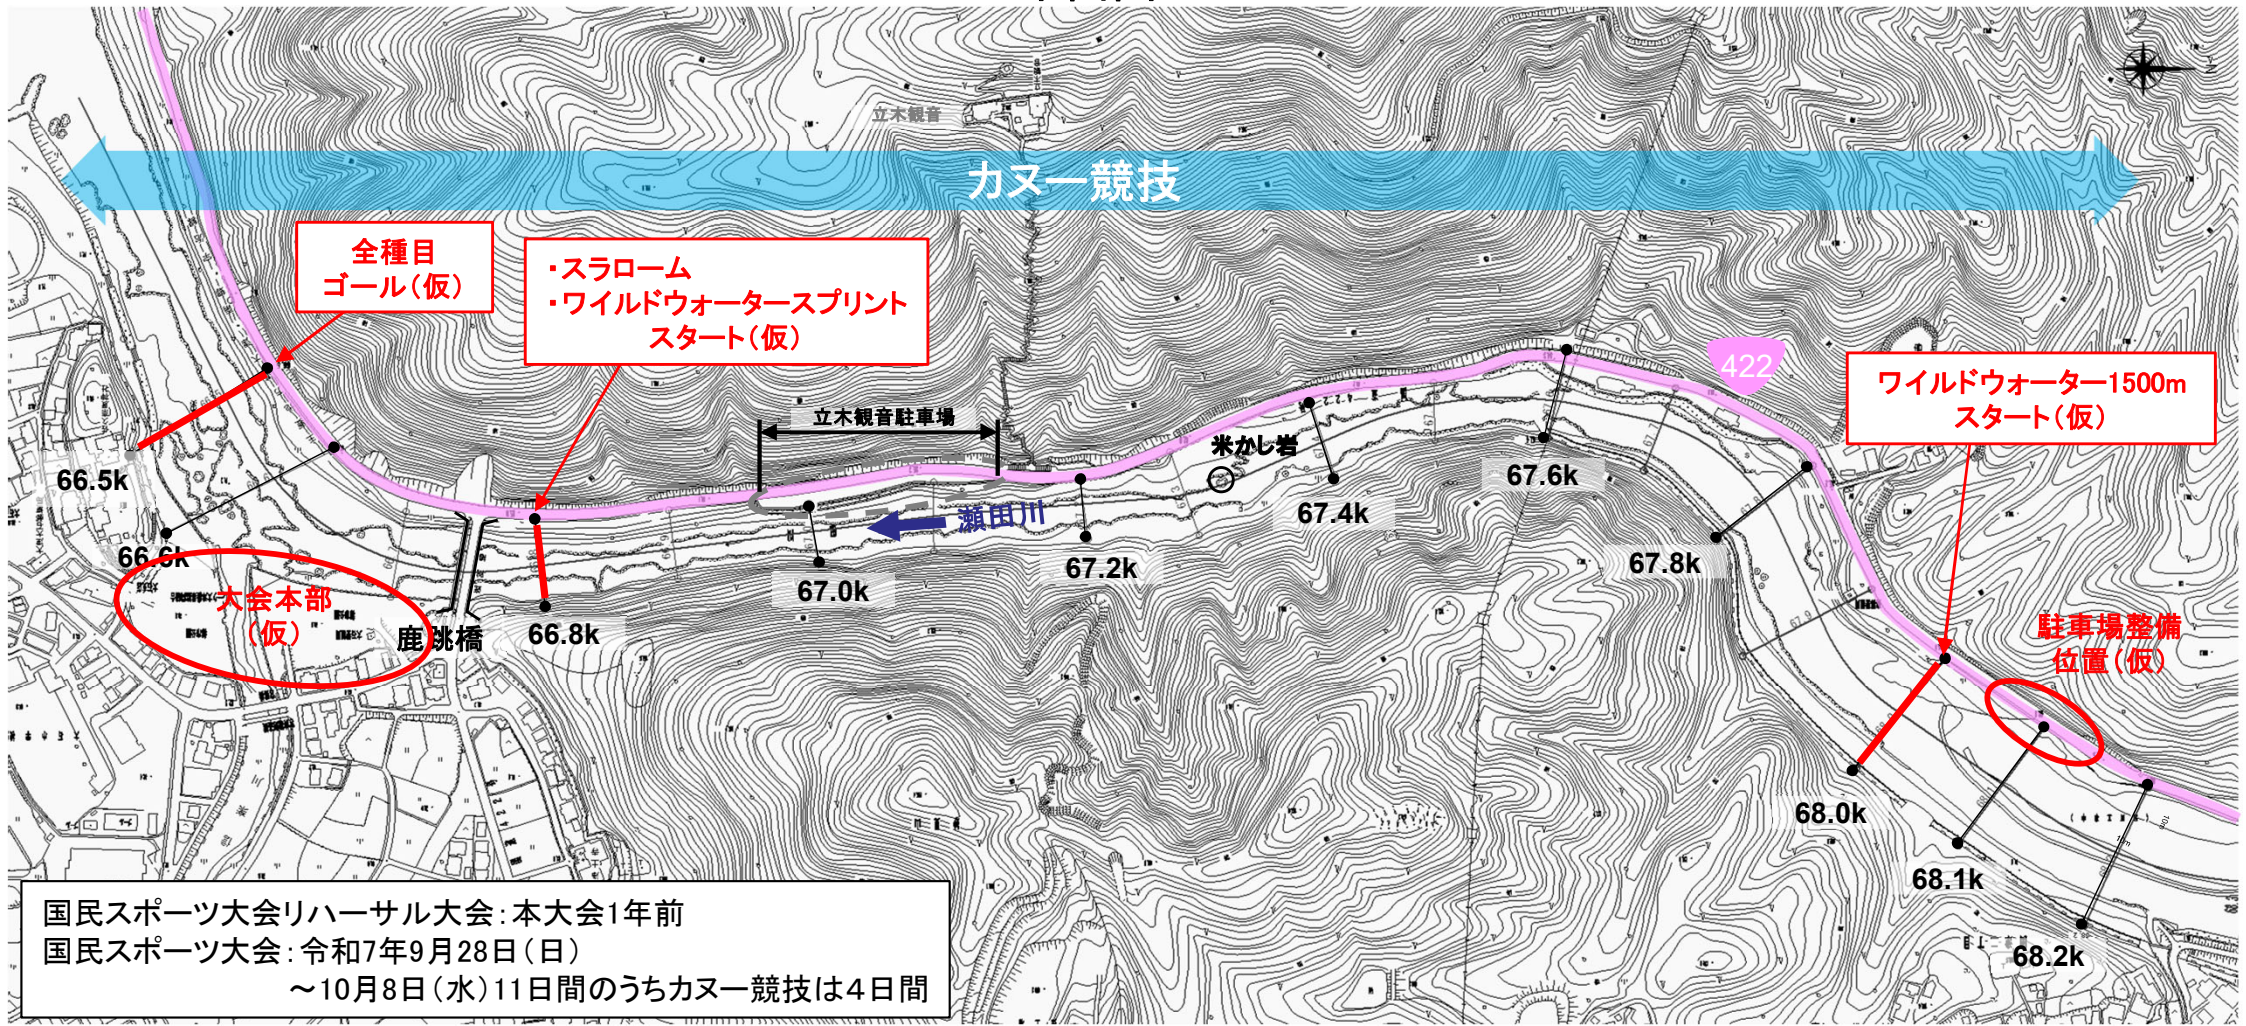 立木観音
カヌー競技
全種目
ゴール(仮)
・スラローム
・ワイルドウォータースプリント
スタート(仮)
422
ワイルドウォーター1500m
スタート(仮)
立木観音駐車場
米かし岩
瀬田川
66.5k
66.6k
66.8k
67.0k
67.2k
67.4k
67.6k
67.8k
68.0k
68.1k
68.2k
大会本部
(仮)
鹿跳橋
駐車場整備
位置(仮)
国民スポーツ大会リハーサル大会:本大会1年前
国民スポーツ大会:令和7年9月28日(日)
～10月8日(水)11日間のうちカヌー競技は4日間